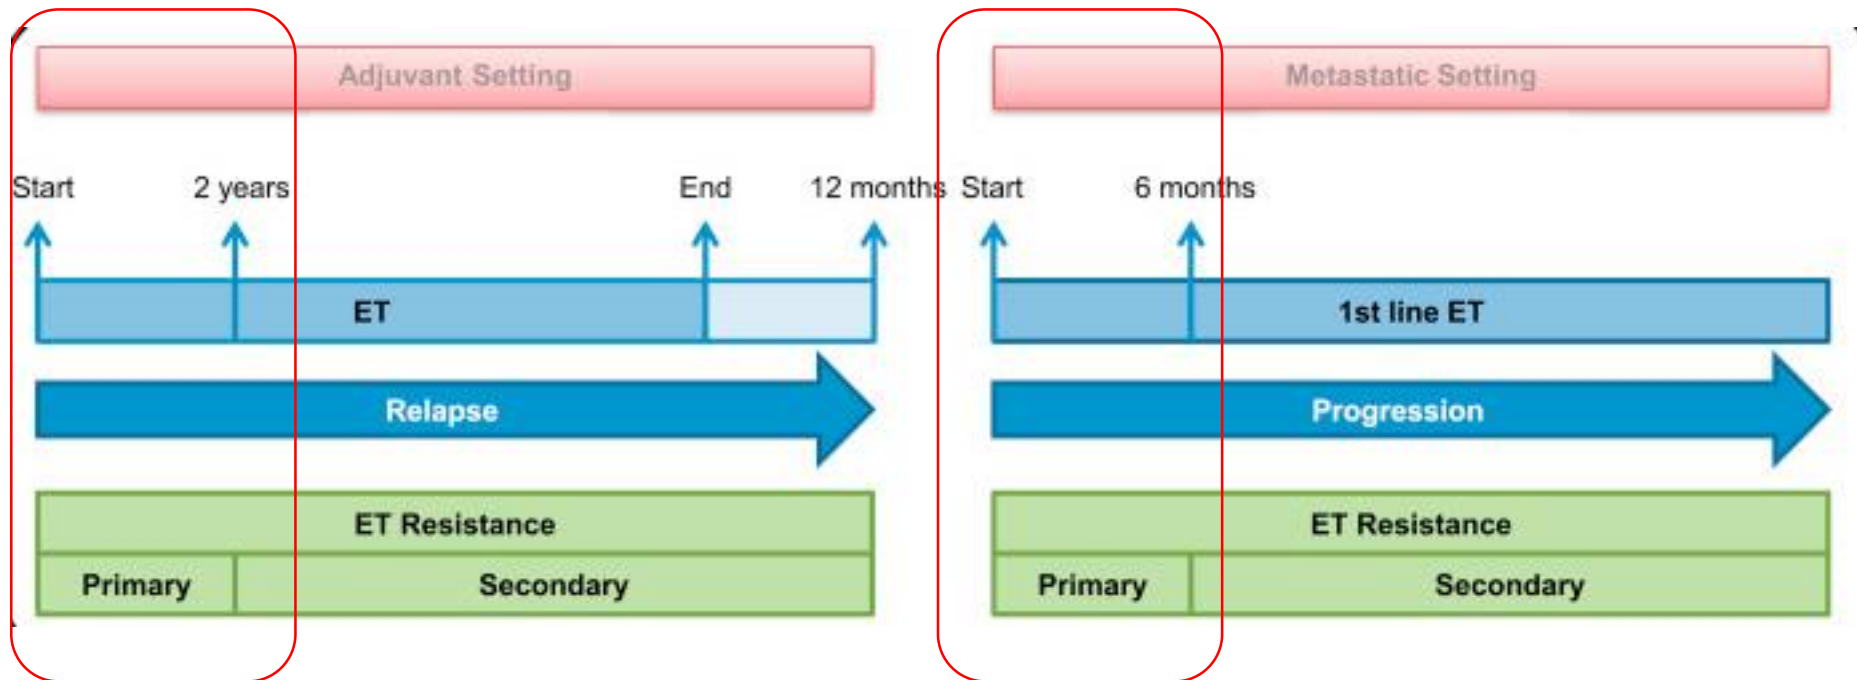 Adjuvant Setting
Metastatic Setting
Start 2 years End 12 months Start 6 months
ET
1st line ET
Relapse
Progression
ET Resistance
ET Resistance
Primary Secondary
Primary Secondary